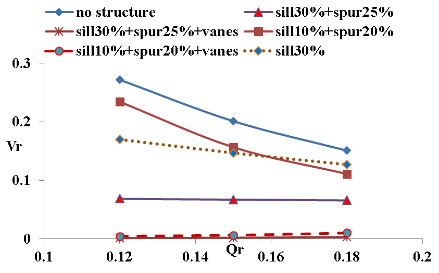 no structure sill30%+spur25%
sill30%+spur25%+vanes sill10%+spur20%
sill10%+spur20%+vanes sill30%
0.3
0.2
Vr
0.1
0
0.1 0.12 0.14 Qr 0.16 0.18 0.2